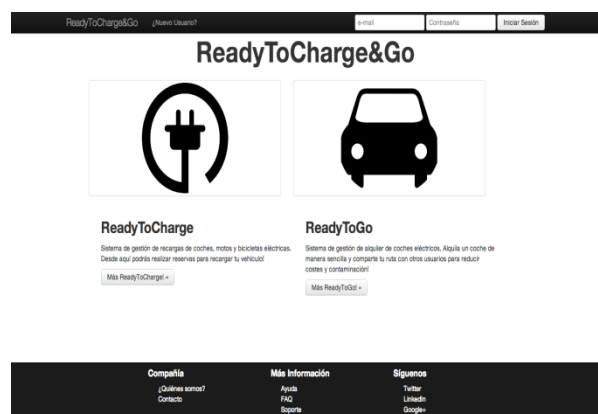 ReadyToCharge&Go ¿Nuevo Usuario? e-mail Contraseña Iniciar Sesión
ReadyToCharge&Go
ReadyToCharge
Sistema de gestión de recargas de coches, motos y bicicletas eléctricas.
Desde aquí podrás realizar reservas para recargar tu vehículo!
Más ReadyToCharge! »
ReadyToGo
Sistema de gestión de alquiler de coches eléctricos. Alquila un coche de
manera sencilla y comparte tu ruta con otros usuarios para reducir
costes y contaminación!
Más ReadyToGo! »
Compañía
¿Quiénes somos?
Contacto
Más Información
Ayuda
FAQ
Soporte
Síguenos
Twitter
LinkedIn
Google+